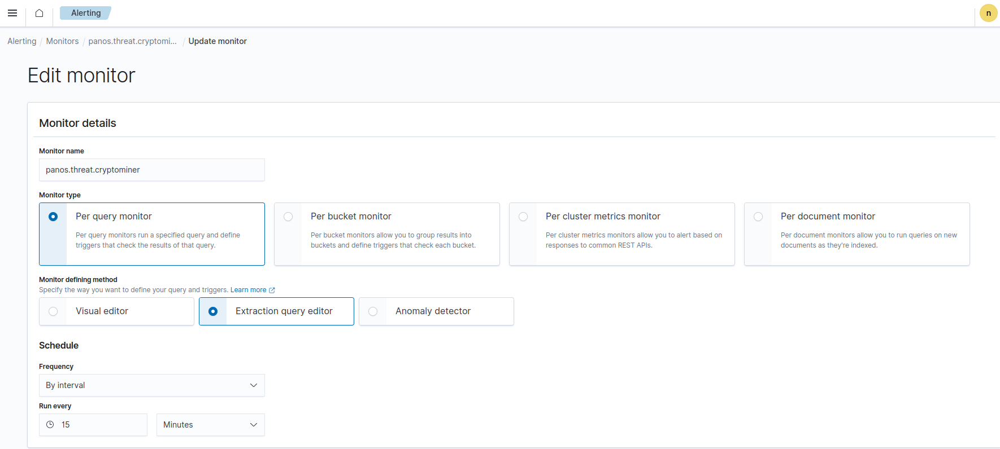 Alerting
n
Alerting / Monitors / panos.threat.cryptomi... / Update monitor
Edit monitor
Monitor details
Monitor name
panos.threat.cryptominer
Monitor type
Per query monitor
Per query monitors run a specified query and define
triggers that check the results of that query.
Per bucket monitor
Per bucket monitors allow you to group results into
buckets and define triggers that check each bucket.
Per cluster metrics monitor
Per cluster metrics monitors allow you to alert based on
responses to common REST APIs.
Per document monitor
Per document monitors allow you to run queries on new
documents as they're indexed.
Monitor defining method
Specify the way you want to define your query and triggers. Learn more
Visual editor
Extraction query editor
Anomaly detector
Schedule
Frequency
By interval
Run every
15
Minutes